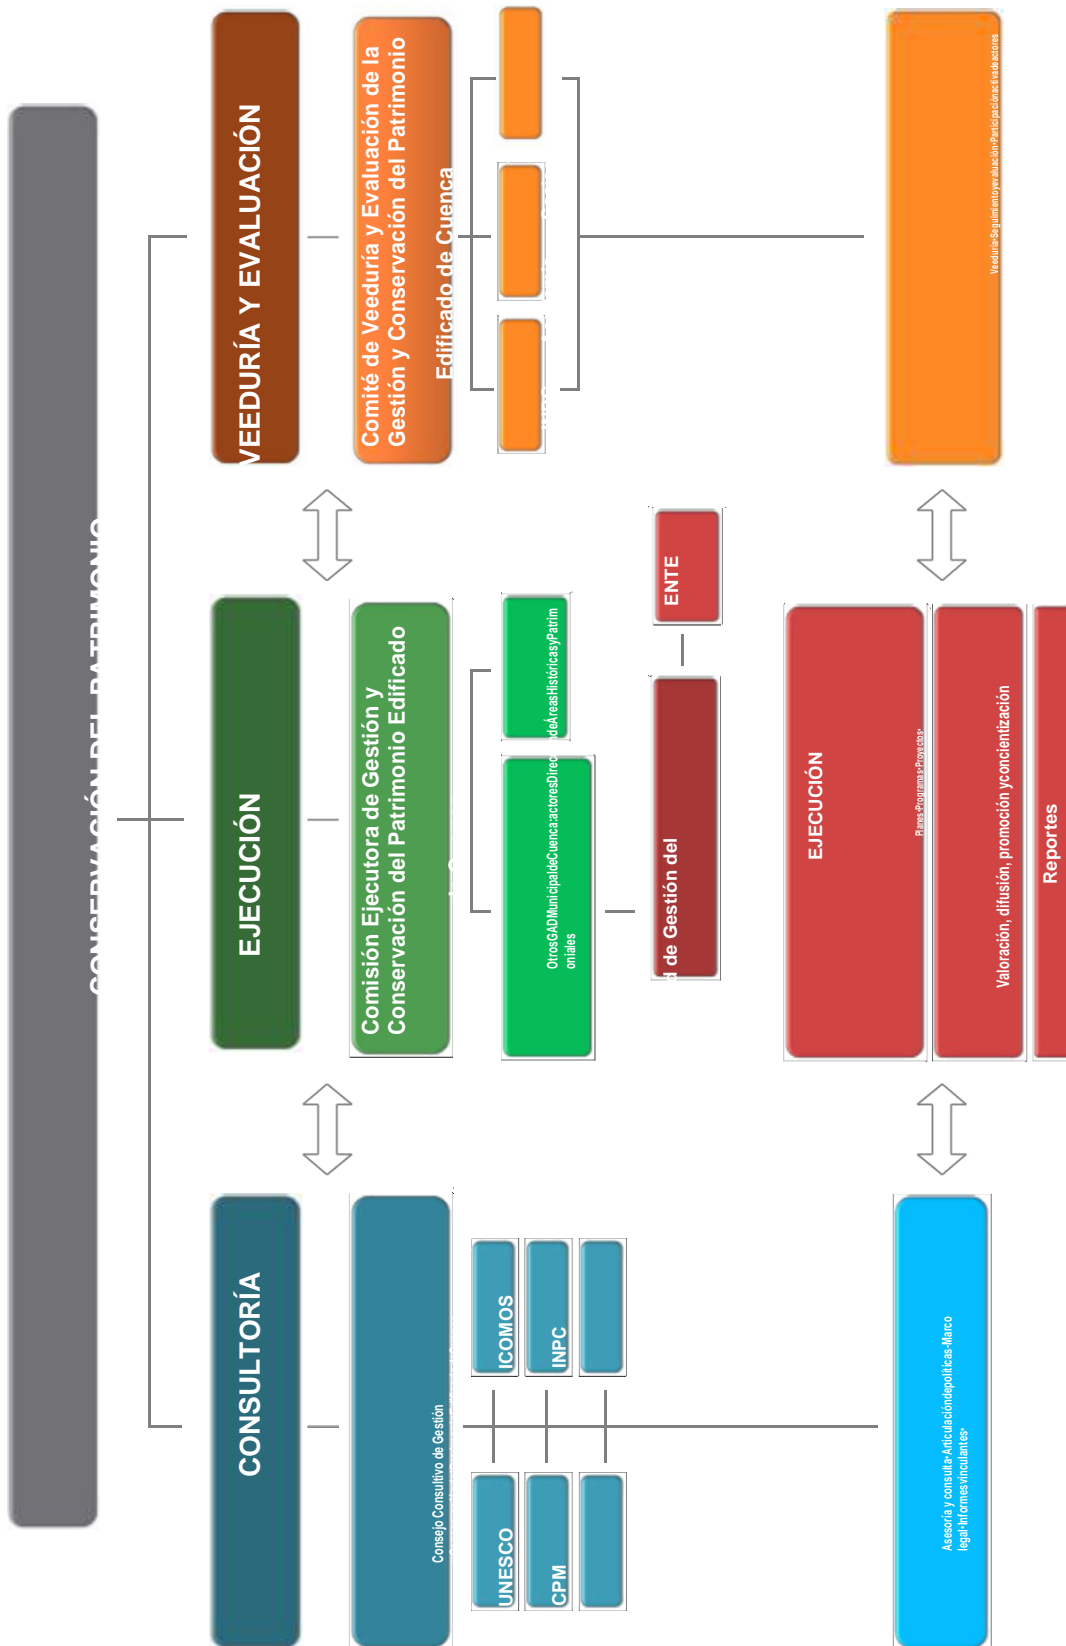 CONSERVACIÓN DEL PATRIMONIO
CONSULTORÍA
EJECUCIÓN
VEEDURÍA Y EVALUACIÓN
Consejo Consultivo de Gestión
Comisión Ejecutora de Gestión y
Conservación del Patrimonio Edificado
Comité de Veeduría y Evaluación de la
Gestión y Conservación del Patrimonio
Edificado de Cuenca
UNESCO
ICOMOS
CPM
INPC
OtrosGADMunicipaldeCuenca:actoresDirec
deÁreasHistóricasyPatrim
oniales
d de Gestión del
ENTE
Asesoría y consulta•Articulacióndepolíticas-Marco
legal•Informesvinculantes•
EJECUCIÓN
Planes•Programas•Proyectos•
Valoración, difusión, promoción yconcientización
Reportes
Veeduría•Seguimientoyevaluación•Participaciónactivadeactores